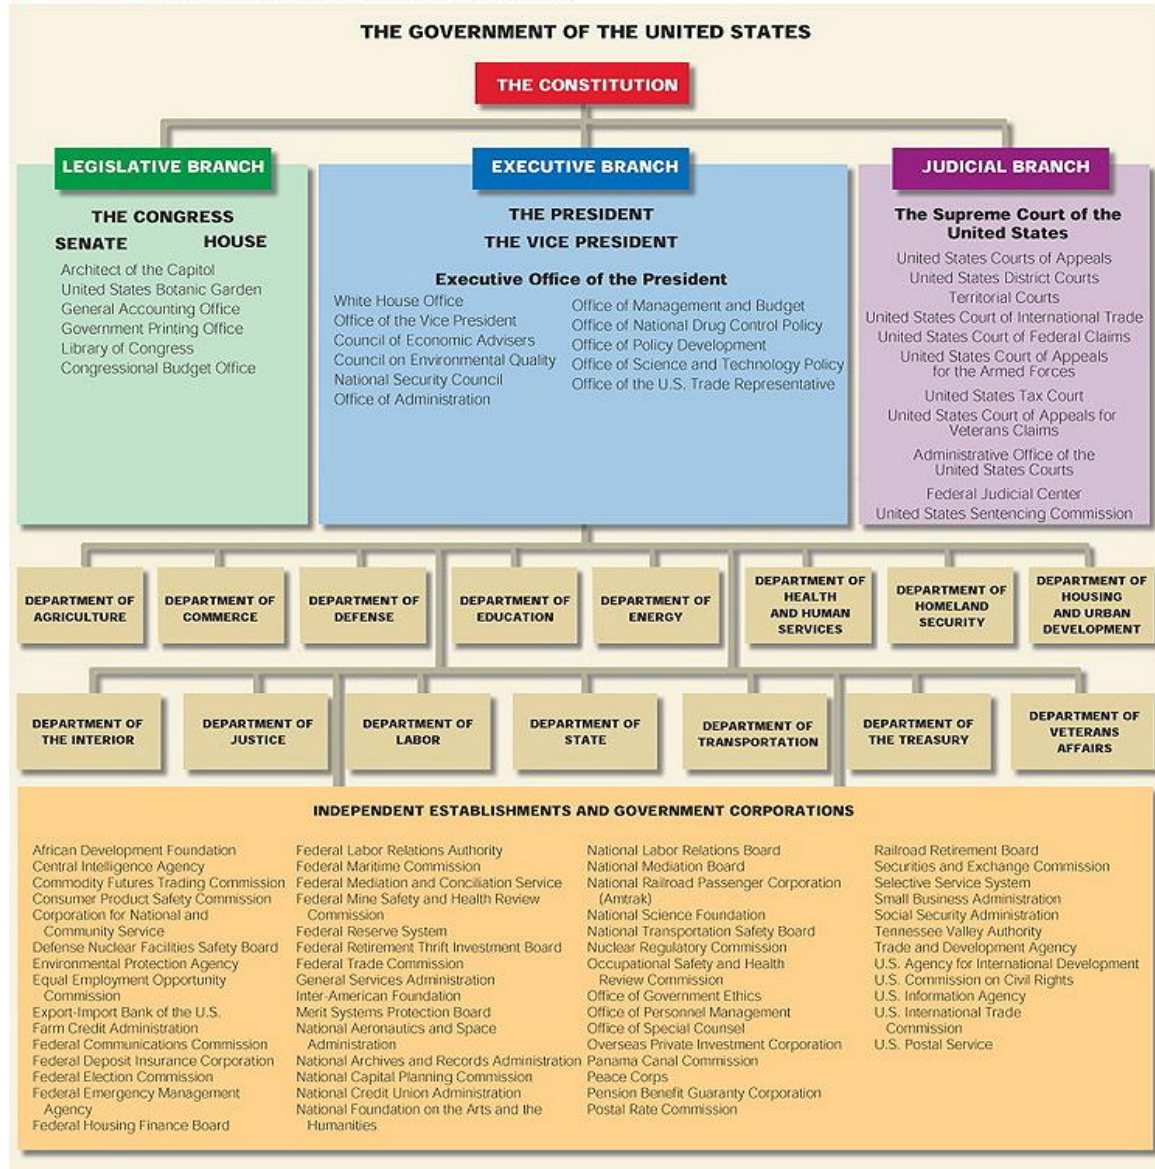 THE GOVERNMENT OF THE UNITED STATES
THE CONSTITUTION
LEGISLATIVE BRANCH
THE CONGRESS
SENATE HOUSE
Architect of the Capitol
United States Botanic Garden
General Accounting Office
Government Printing Office
Library of Congress
Congressional Budget Office
EXECUTIVE BRANCH
THE PRESIDENT
THE VICE PRESIDENT
Executive Office of the President
White House Office
Office of the Vice President
Council of Economic Advisers
Council on Environmental Quality
National Security Council
Office of Administration
Office of Management and Budget
Office of National Drug Control Policy
Office of Policy Development
Office of Science and Technology Policy
Office of the U.S. Trade Representative
JUDICIAL BRANCH
The Supreme Court of the
United States
United States Courts of Appeals
United States District Courts
Territorial Courts
United States Court of International Trade
United States Court of Federal Claims
United States Court of Appeals
for the Armed Forces
United States Tax Court
United States Court of Appeals for
Veterans Claims
Administrative Office of the
United States Courts
Federal Judicial Center
United States Sentencing Commission
DEPARTMENT OF
AGRICULTURE
DEPARTMENT OF
COMMERCE
DEPARTMENT OF
DEFENSE
DEPARTMENT OF
EDUCATION
DEPARTMENT OF
ENERGY
DEPARTMENT OF
HEALTH
AND HUMAN
SERVICES
DEPARTMENT OF
HOMELAND
SECURITY
DEPARTMENT OF
HOUSING
AND URBAN
DEVELOPMENT
DEPARTMENT OF
THE INTERIOR
DEPARTMENT OF
JUSTICE
DEPARTMENT OF
LABOR
DEPARTMENT OF
STATE
DEPARTMENT OF
TRANSPORTATION
DEPARTMENT OF
THE TREASURY
DEPARTMENT OF
VETERANS
AFFAIRS
INDEPENDENT ESTABLISHMENTS AND GOVERNMENT CORPORATIONS
African Development Foundation
Central Intelligence Agency
Commodity Futures Trading Commission
Consumer Product Safety Commission
Corporation for National and
Community Service
Defense Nuclear Facilities Safety Board
Environmental Protection Agency
Equal Employment Opportunity
Commission
Export-Import Bank of the U.S.
Farm Credit Administration
Federal Communications Commission
Federal Deposit Insurance Corporation
Federal Election Commission
Federal Emergency Management
Agency
Federal Housing Finance Board
Federal Labor Relations Authority
Federal Maritime Commission
Federal Mediation and Conciliation Service
Federal Mine Safety and Health Review
Commission
Federal Reserve System
Federal Retirement Thrift Investment Board
Federal Trade Commission
General Services Administration
Inter-American Foundation
Merit Systems Protection Board
National Aeronautics and Space
Administration
National Archives and Records Administration
National Capital Planning Commission
National Credit Union Administration
National Foundation on the Arts and the
Humanities
National Labor Relations Board
National Mediation Board
National Railroad Passenger Corporation
(Amtrak)
National Science Foundation
National Transportation Safety Board
Nuclear Regulatory Commission
Occupational Safety and Health
Review Commission
Office of Government Ethics
Office of Personnel Management
Office of Special Counsel
Overseas Private Investment Corporation
Panama Canal Commission
Peace Corps
Pension Benefit Guaranty Corporation
Postal Rate Commission
Railroad Retirement Board
Securities and Exchange Commission
Selective Service System
Small Business Administration
Social Security Administration
Tennessee Valley Authority
Trade and Development Agency
U.S. Agency for International Development
U.S. Commission on Civil Rights
U.S. Information Agency
U.S. International Trade
Commission
U.S. Postal Service